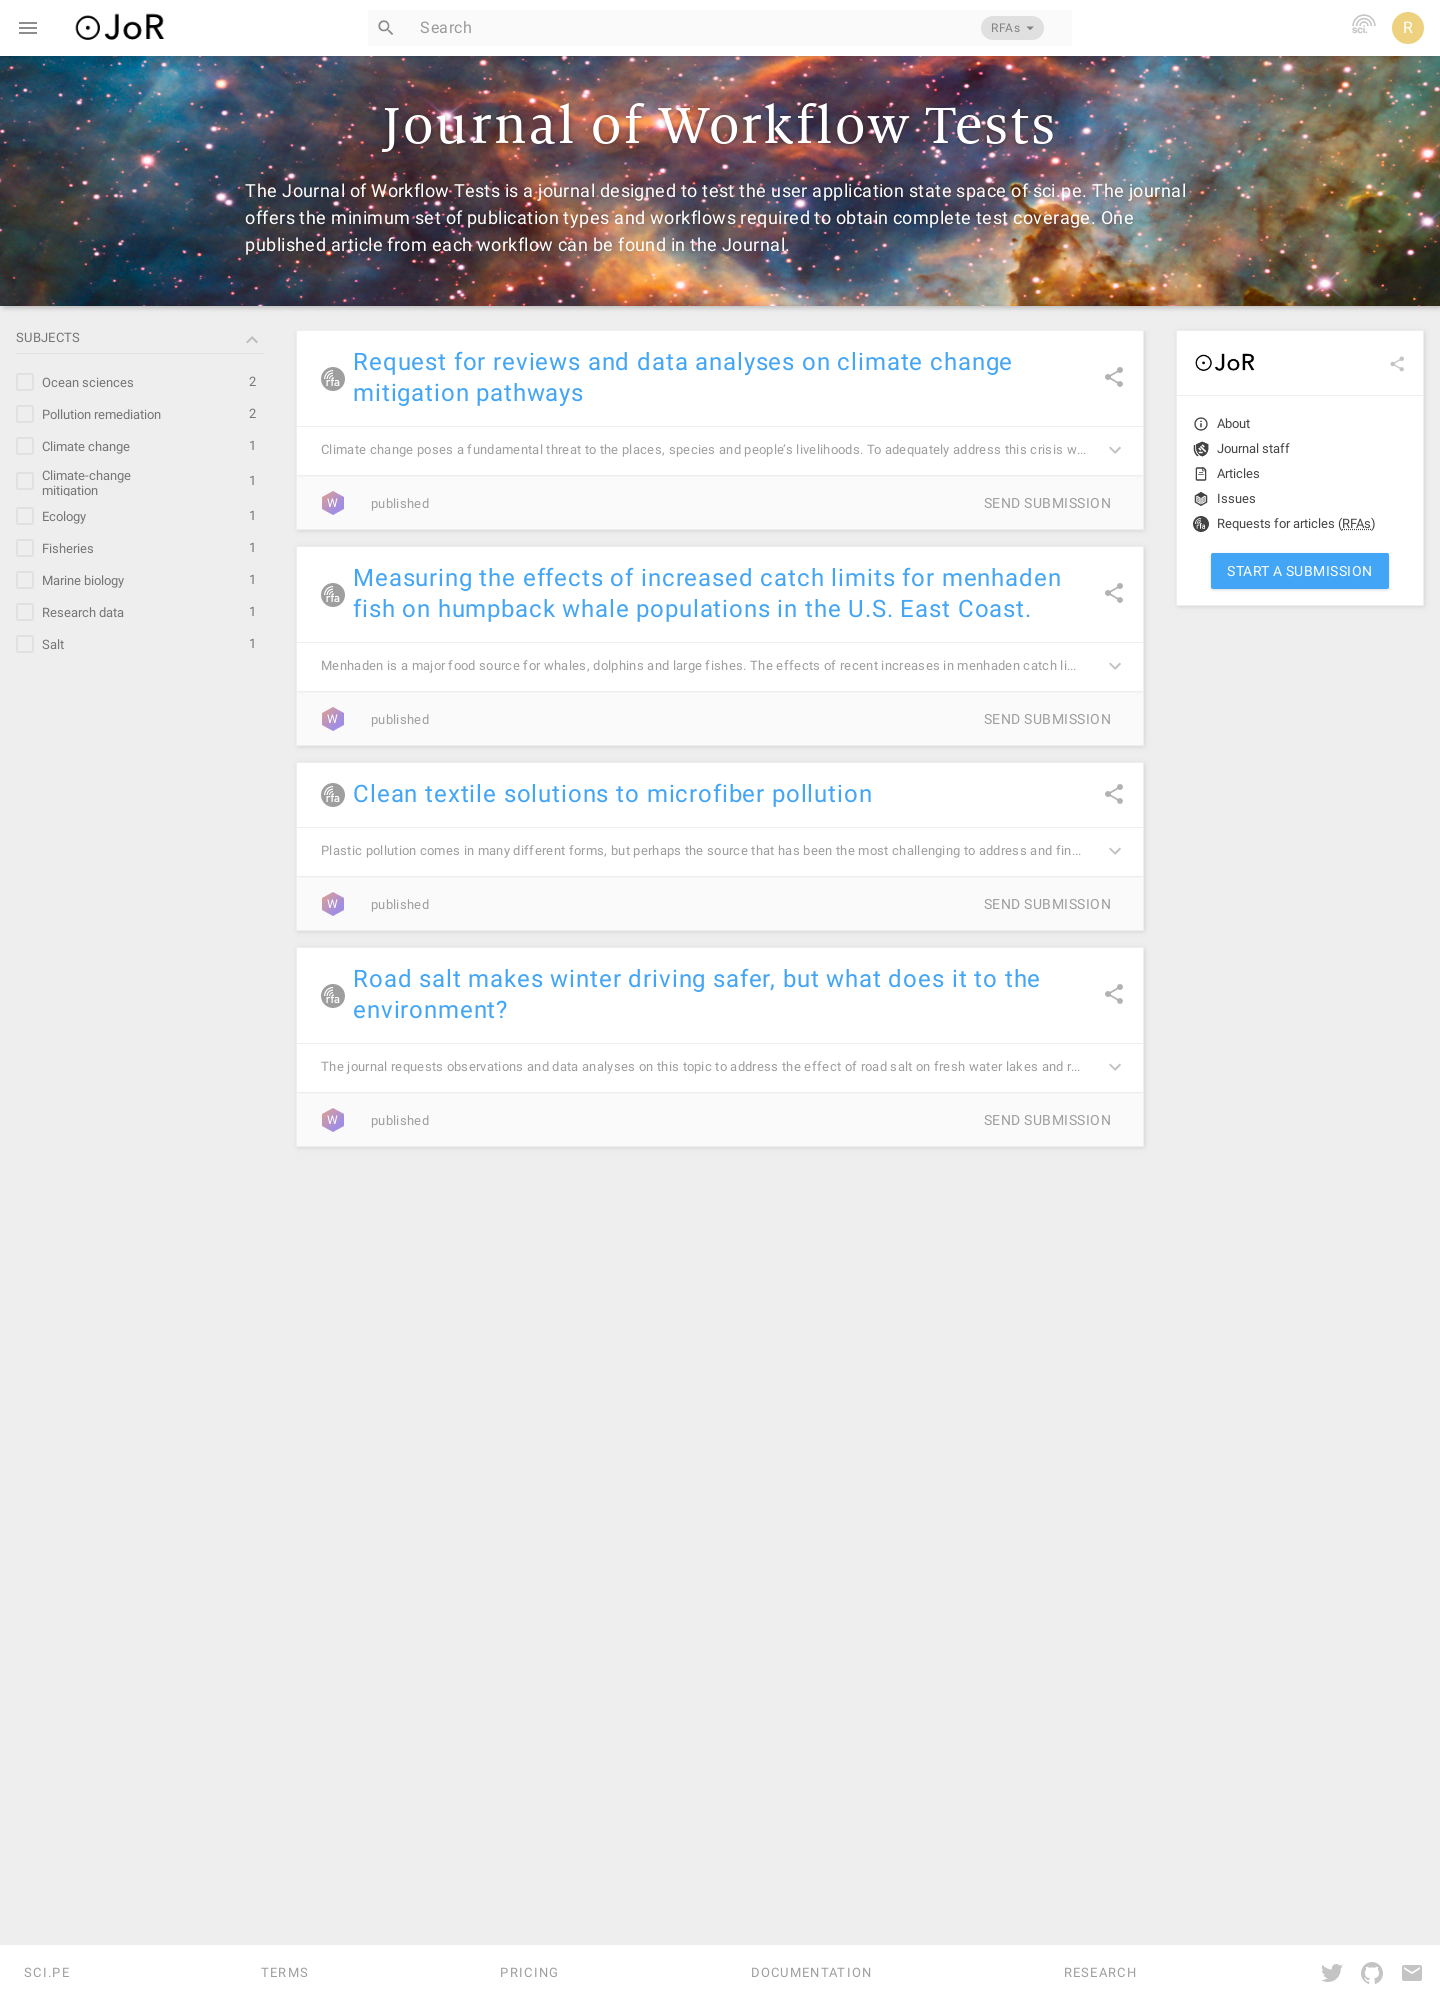 JoR
Search
RFAs
sci.
R
Journal of Workflow Tests
The Journal of Workflow Tests is a journal designed to test the user application state space of sci.pe. The journal
offers the minimum set of publication types and workflows required to obtain complete test coverage. One
published article from each workflow can be found in the Journal.
SUBJECTS
Ocean sciences 2
Pollution remediation 2
Climate change 1
Climate-change
mitigation 1
Ecology 1
Fisheries 1
Marine biology 1
Research data 1
Salt 1
rfa
Request for reviews and data analyses on climate change
mitigation pathways
Climate change poses a fundamental threat to the places, species and people’s livelihoods. To adequately address this crisis w...
W published SEND SUBMISSION
rfa
Measuring the effects of increased catch limits for menhaden
fish on humpback whale populations in the U.S. East Coast.
Menhaden is a major food source for whales, dolphins and large fishes. The effects of recent increases in menhaden catch li...
W published SEND SUBMISSION
rfa
Clean textile solutions to microfiber pollution
Plastic pollution comes in many different forms, but perhaps the source that has been the most challenging to address and fin...
W published SEND SUBMISSION
rfa
Road salt makes winter driving safer, but what does it to the
environment?
The journal requests observations and data analyses on this topic to address the effect of road salt on fresh water lakes and r...
W published SEND SUBMISSION
JoR
About
Journal staff
Articles
Issues
Requests for articles (RFAs)
START A SUBMISSION
SCI.PE
TERMS
PRICING
DOCUMENTATION
RESEARCH